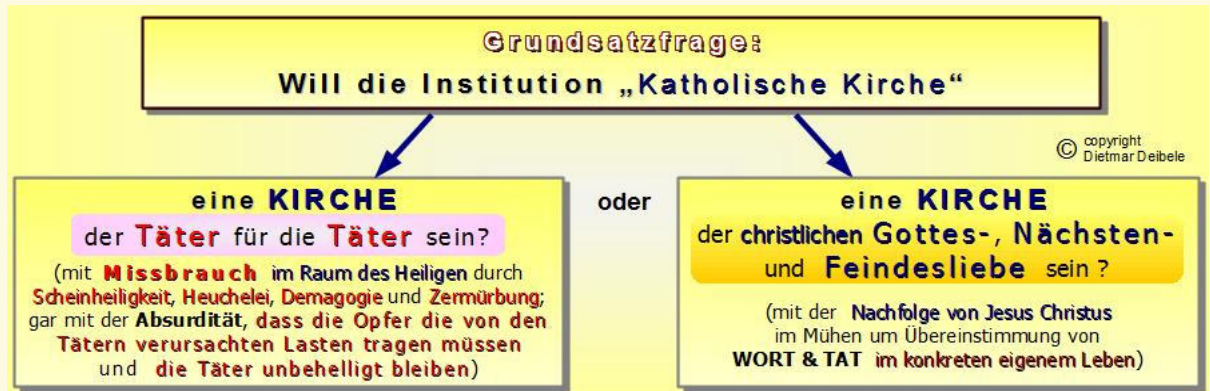 Grundsatzfrage:
Will die Institution „Katholische Kirche“
© copyright
Dietmar Deibele
eine KIRCHE
der Täter für die Täter sein?
(mit Missbrauch im Raum des Heiligen durch
Scheinheiligkeit, Heuchelei, Demagogie und Zermürbung;
gar mit der Absurdität, dass die Opfer die von den
Tätern verursachten Lasten tragen müssen
und die Täter unbehelligt bleiben)
oder
eine KIRCHE
der christlichen Gottes-, Nächsten-
und Feindesliebe sein ?
(mit der Nachfolge von Jesus Christus
im Mühen um Übereinstimmung von
WORT & TAT im konkreten eigenem Leben)